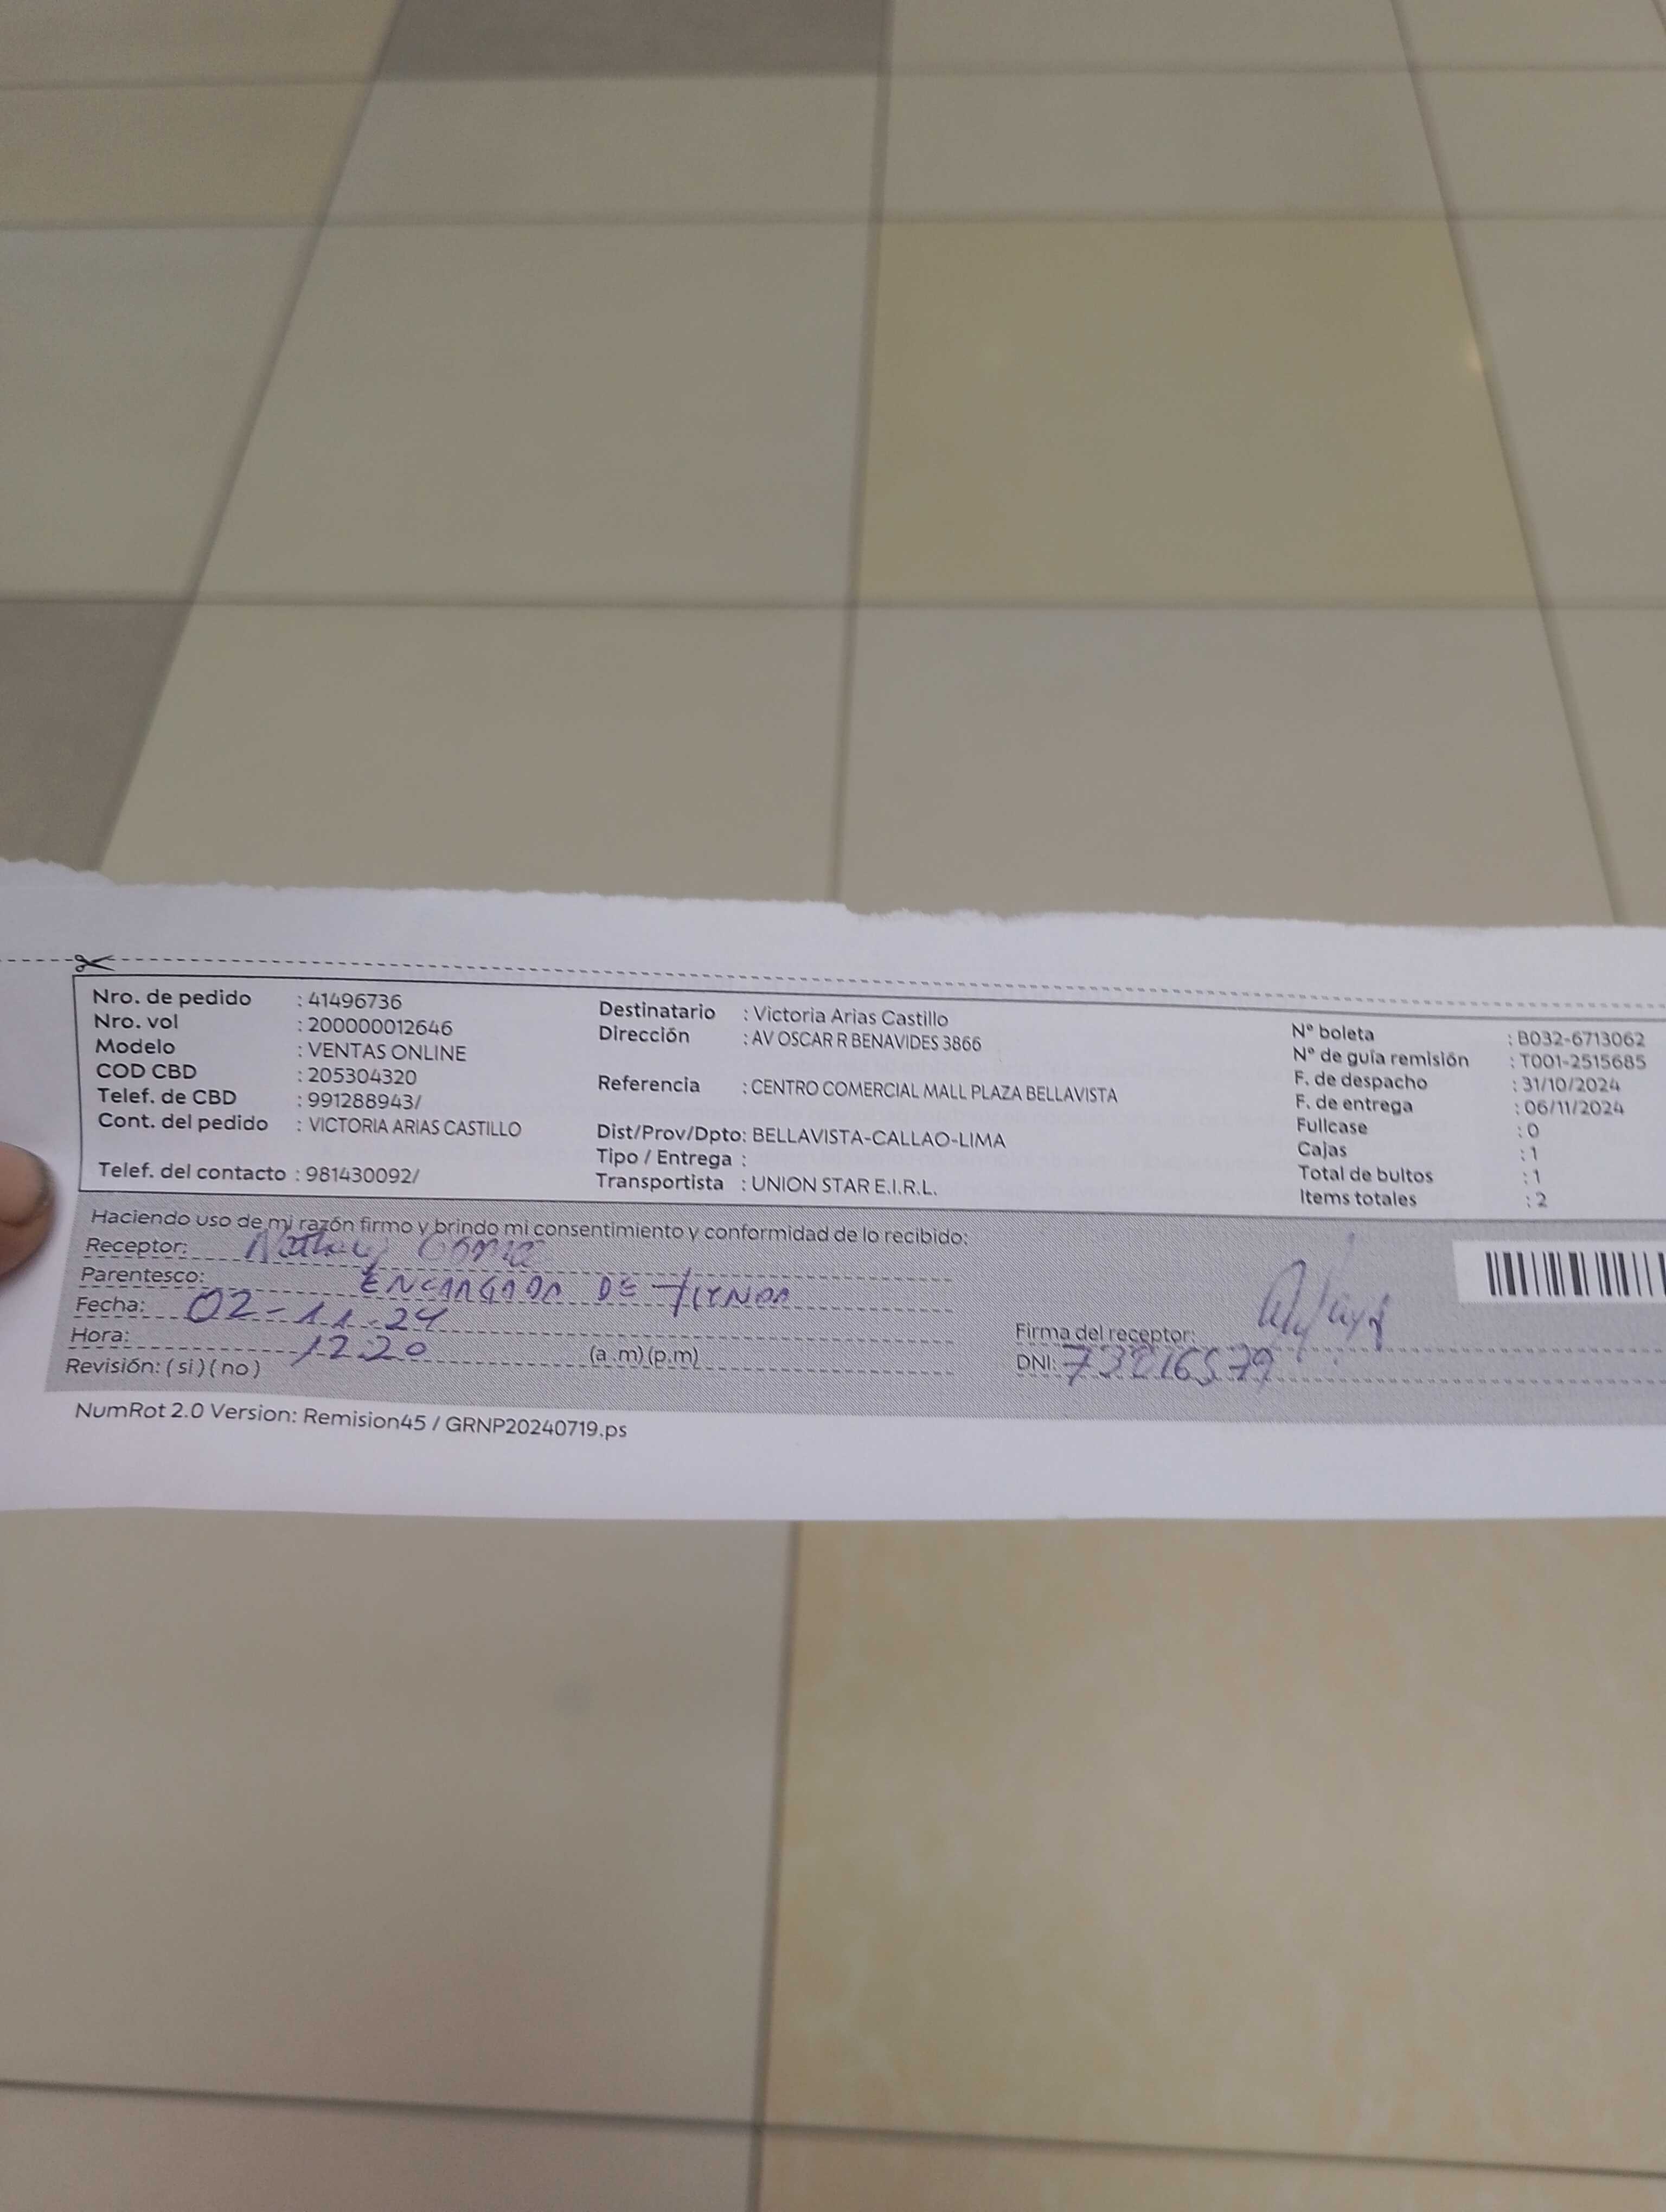 Nro. de pedido : 41496736
Nro. vol : 200000012646
Modelo : VENTAS ONLINE
COD CBD : 205304320
Telef. de CBD : 991288943/
Cont. del pedido : VICTORIA ARIAS CASTILLO
Telef. del contacto : 981430092/
Destinatario : Victoria Arias Castillo
Dirección : AV OSCAR R BENAVIDES 3866
Referencia : CENTRO COMERCIAL MALL PLAZA BELLAVISTA
Dist/Prov/Dpto: BELLAVISTA-CALLAO-LIMA
Tipo / Entrega :
Transportista : UNION STAR E.I.R.L.
N° boleta : B032-6713062
N° de guía remisión : T001-2515685
F. de despacho : 31/10/2024
F. de entrega : 06/11/2024
Fullcase : 0
Cajas : 1
Total de bultos : 1
Items totales : 2
Haciendo uso de mi razón firmo y brindo mi consentimiento y conformidad de lo recibido:
Receptor:
Parentesco: ENCARGADA DE TIENDA
Fecha: 02-11-24
Hora: 12:20 (a.m)(p.m)
Revisión: (si)(no)
Firma del receptor:
DNI:
NumRot 2.0 Version: Remision45 / GRNP20240719.ps